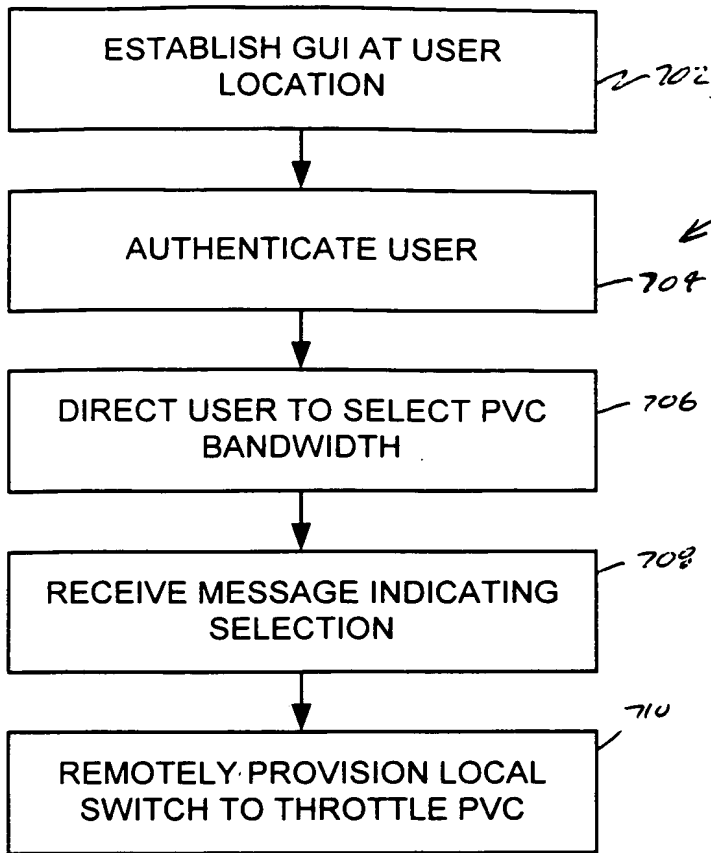 ESTABLISH GUI AT USER
LOCATION
702
AUTHENTICATE USER
704
DIRECT USER TO SELECT PVC
BANDWIDTH
706
RECEIVE MESSAGE INDICATING
SELECTION
708
REMOTELY PROVISION LOCAL
SWITCH TO THROTTLE PVC
710